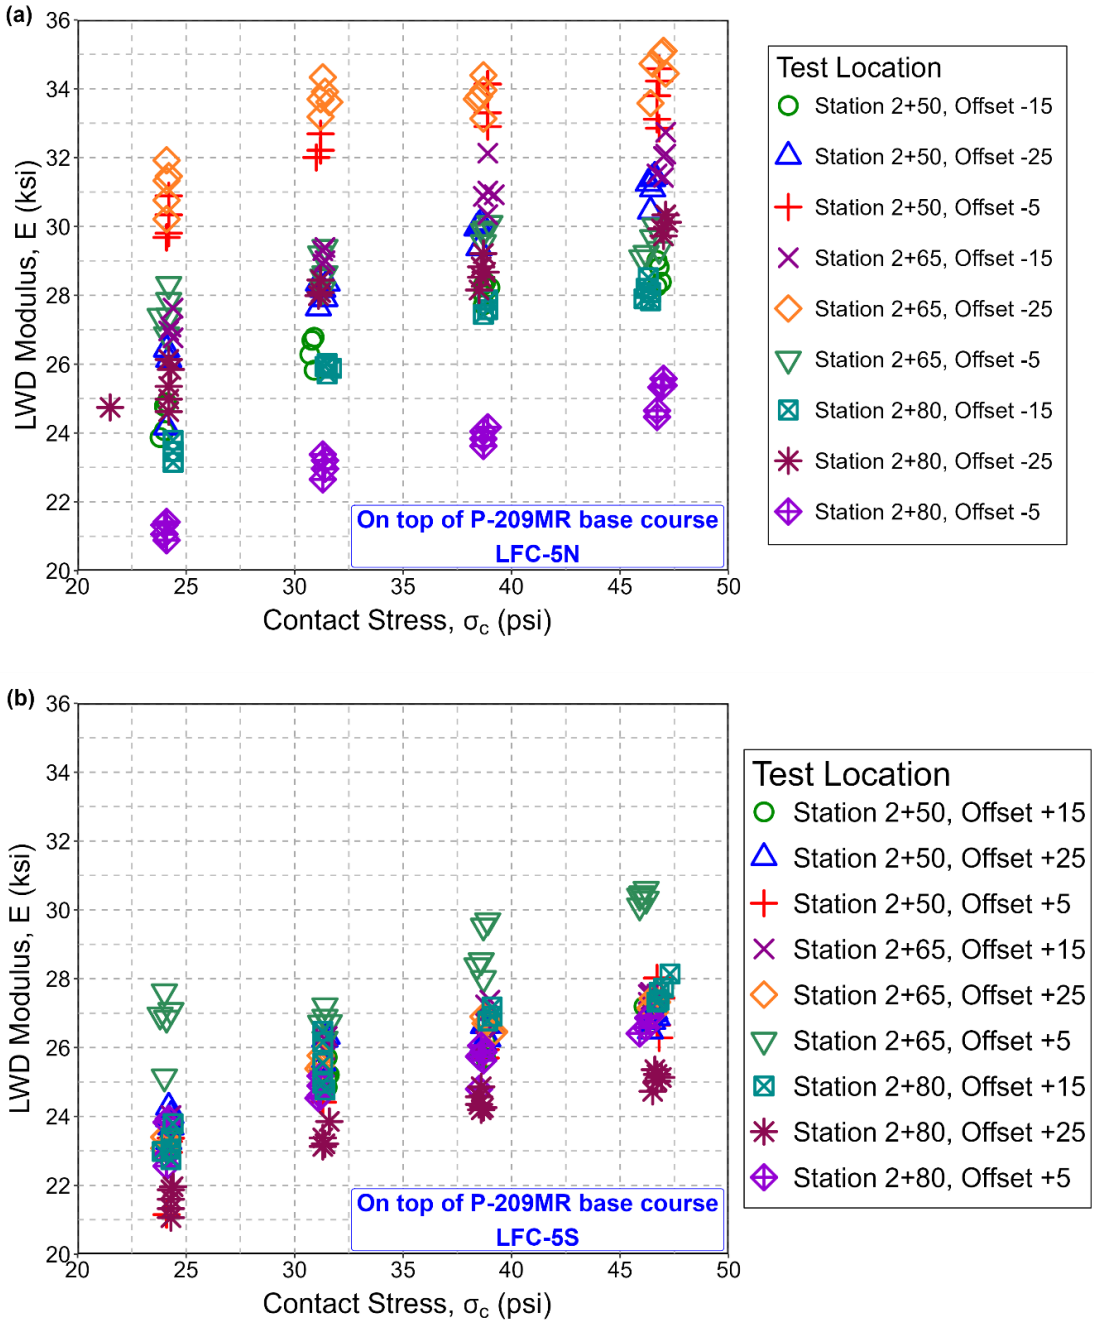 (a)
LWD Modulus, E (ksi)
36
34
32
30
28
26
24
22
20
20
25
30
35
40
45
50
Contact Stress, σc (psi)
On top of P-209MR base course
LFC-5N
Test Location
Station 2+50, Offset -15
Station 2+50, Offset -25
Station 2+50, Offset -5
Station 2+65, Offset -15
Station 2+65, Offset -25
Station 2+65, Offset -5
Station 2+80, Offset -15
Station 2+80, Offset -25
Station 2+80, Offset -5
(b)
LWD Modulus, E (ksi)
36
34
32
30
28
26
24
22
20
20
25
30
35
40
45
50
Contact Stress, σc (psi)
On top of P-209MR base course
LFC-5S
Test Location
Station 2+50, Offset +15
Station 2+50, Offset +25
Station 2+50, Offset +5
Station 2+65, Offset +15
Station 2+65, Offset +25
Station 2+65, Offset +5
Station 2+80, Offset +15
Station 2+80, Offset +25
Station 2+80, Offset +5